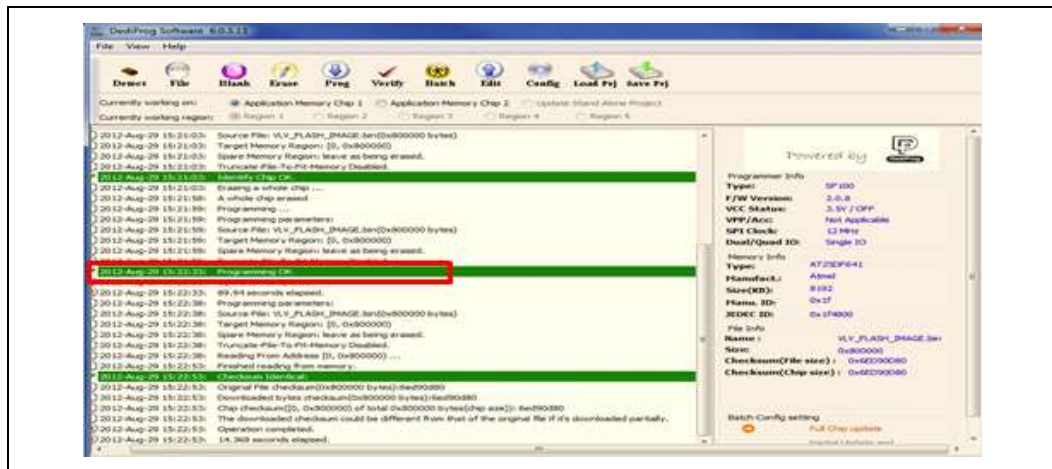 DediProg Software 6.0.3.11
File View Help
Detect File Blank Erase Prog Verify Batch Edit Config Load Prj Save Prj
Currently working on: Application Memory Chip 1 Application Memory Chip 2 Update Stand Alone Project
Currently working region: Region 1 Region 2 Region 3 Region 4 Region 5
2012-Aug-29 15:21:03: Source File: VLV_FLASH_IMAGE.bin(0x800000 bytes)
2012-Aug-29 15:21:03: Target Memory Region: [0, 0x800000)
2012-Aug-29 15:21:03: Spare Memory Region: leave as being erased.
2012-Aug-29 15:21:03: Truncate-File-To-Fit-Memory Disabled.
2012-Aug-29 15:21:03: Identify Chip OK.
2012-Aug-29 15:21:03: Erasing a whole chip ...
2012-Aug-29 15:21:58: A whole chip erased
2012-Aug-29 15:21:58: Programming ...
2012-Aug-29 15:21:59: Programming parameters:
2012-Aug-29 15:21:59: Source File: VLV_FLASH_IMAGE.bin(0x800000 bytes)
2012-Aug-29 15:21:59: Target Memory Region: [0, 0x800000)
2012-Aug-29 15:21:59: Spare Memory Region: leave as being erased.
2012-Aug-29 15:22:33: Programming OK.
2012-Aug-29 15:22:33: 89.94 seconds elapsed.
2012-Aug-29 15:22:38: Programming parameters:
2012-Aug-29 15:22:38: Source File: VLV_FLASH_IMAGE.bin(0x800000 bytes)
2012-Aug-29 15:22:38: Target Memory Region: [0, 0x800000)
2012-Aug-29 15:22:38: Spare Memory Region: leave as being erased.
2012-Aug-29 15:22:38: Truncate-File-To-Fit-Memory Disabled.
2012-Aug-29 15:22:38: Reading From Address [0, 0x800000) ...
2012-Aug-29 15:22:53: Finished reading from memory.
2012-Aug-29 15:22:53: Checksum Identical:
2012-Aug-29 15:22:53: Original File checksum(0x800000 bytes):6ed90d80
2012-Aug-29 15:22:53: Downloaded bytes checksum(0x800000 bytes):6ed90d80
2012-Aug-29 15:22:53: Chip checksum([0, 0x800000) of total 0x800000 bytes(chip size)): 6ed90d80
2012-Aug-29 15:22:53: The downloaded checksum could be different from that of the original file if it's downloaded partially.
2012-Aug-29 15:22:53: Operation completed.
2012-Aug-29 15:22:53: 14.368 seconds elapsed.
Powered by DediProg
Programmer Info
Type: SF100
F/W Version: 2.0.8
VCC Status: 3.5V / OFF
VPP/Acc: Not Applicable
SPI Clock: 12 MHz
Dual/Quad IO: Single IO
Memory Info
Type: AT25DF641
Manufact.: Atmel
Size(KB): 8192
Manu. ID: 0x1f
JEDEC ID: 0x1f4800
File Info
Name : VLV_FLASH_IMAGE.bin
Size: 0x800000
Checksum(File size) : 0x6ED90D80
Checksum(Chip size) : 0x6ED90D80
Batch Config setting
Full Chip update